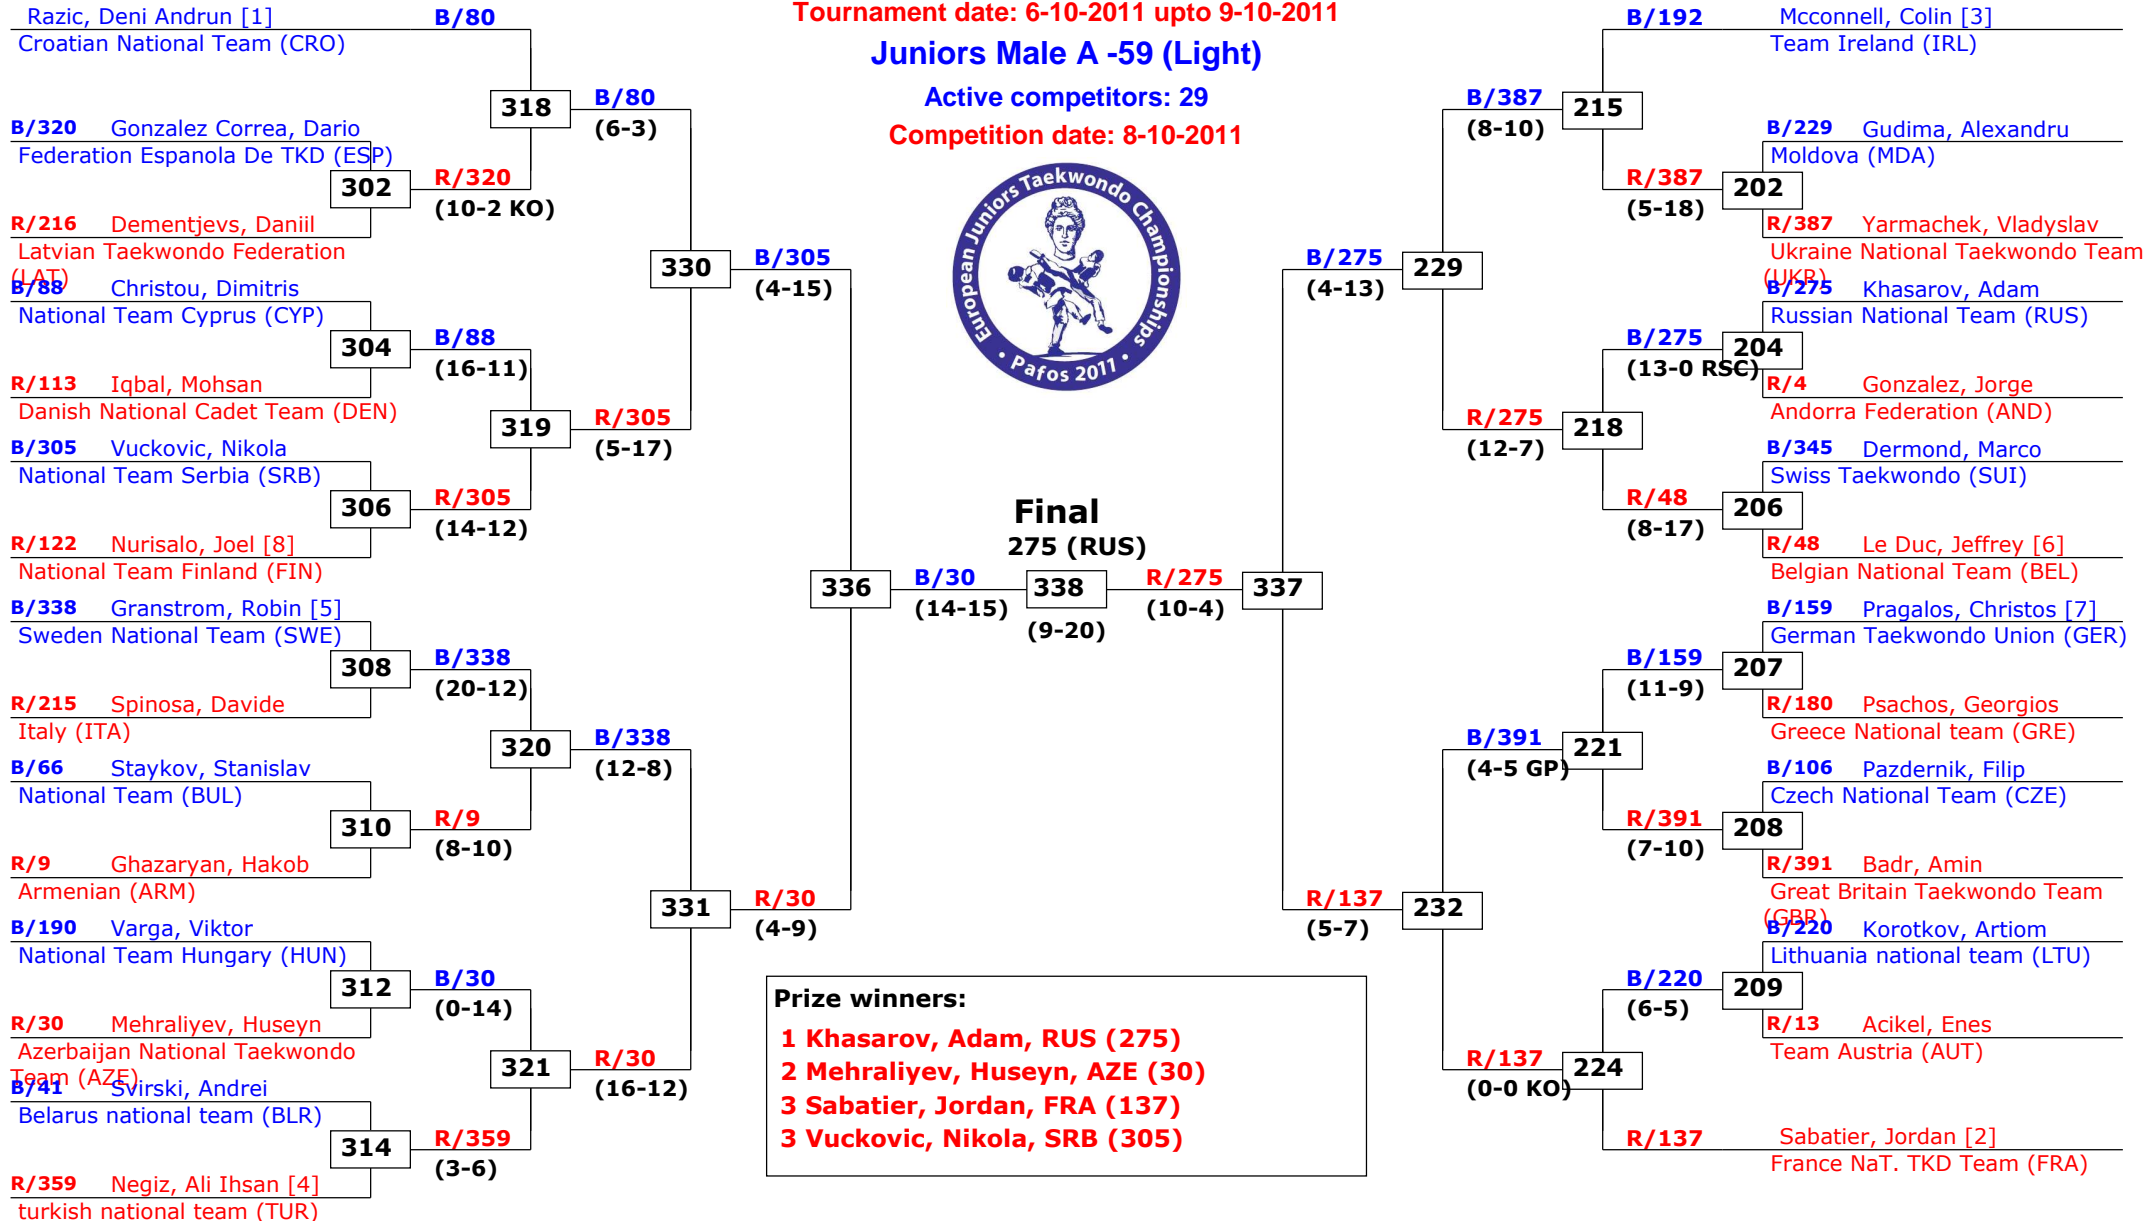 Tournament date: 6-10-2011 upto 9-10-2011
Juniors Male A -59 (Light)
Active competitors: 29
Competition date: 8-10-2011
European Juniors Taekwondo Championships
• Pafos 2011 •
Razic, Deni Andrun [1]
B/80
Croatian National Team (CRO)
318
B/80
(6-3)
B/320 Gonzalez Correa, Dario
Federation Espanola De TKD (ESP)
302
R/320
(10-2 KO)
R/216 Dementjevs, Daniil
Latvian Taekwondo Federation
(LAT)
330
B/305
(4-15)
B/88 Christou, Dimitris
National Team Cyprus (CYP)
304
B/88
(16-11)
R/113 Iqbal, Mohsan
Danish National Cadet Team (DEN)
319
R/305
(5-17)
B/305 Vuckovic, Nikola
National Team Serbia (SRB)
306
R/305
(14-12)
R/122 Nurisalo, Joel [8]
National Team Finland (FIN)
336
B/30
(14-15)
B/338 Granstrom, Robin [5]
Sweden National Team (SWE)
308
B/338
(20-12)
R/215 Spinosa, Davide
Italy (ITA)
320
B/338
(12-8)
B/66 Staykov, Stanislav
National Team (BUL)
310
R/9
(8-10)
R/9 Ghazaryan, Hakob
Armenian (ARM)
331
R/30
(4-9)
B/190 Varga, Viktor
National Team Hungary (HUN)
312
B/30
(0-14)
R/30 Mehraliyev, Huseyn
Azerbaijan National Taekwondo
Team (AZE)
321
R/30
(16-12)
B/41 Svirski, Andrei
Belarus national team (BLR)
314
R/359
(3-6)
R/359 Negiz, Ali Ihsan [4]
turkish national team (TUR)
Final
275 (RUS)
338
(9-20)
R/275
(10-4)
337
B/192 Mcconnell, Colin [3]
Team Ireland (IRL)
B/387
(8-10)
215
B/229 Gudima, Alexandru
Moldova (MDA)
R/387
(5-18)
202
R/387 Yarmachek, Vladyslav
Ukraine National Taekwondo Team
(UKR)
B/275
(4-13)
229
B/275 Khasarov, Adam
Russian National Team (RUS)
B/275
(13-0 RSC)
204
R/4 Gonzalez, Jorge
Andorra Federation (AND)
R/275
(12-7)
218
B/345 Dermond, Marco
Swiss Taekwondo (SUI)
R/48
(8-17)
206
R/48 Le Duc, Jeffrey [6]
Belgian National Team (BEL)
B/159 Pragalos, Christos [7]
German Taekwondo Union (GER)
B/159
(11-9)
207
R/180 Psachos, Georgios
Greece National team (GRE)
B/391
(4-5 GP)
221
B/106 Pazdernik, Filip
Czech National Team (CZE)
R/391
(7-10)
208
R/391 Badr, Amin
Great Britain Taekwondo Team
(GBR)
R/137
(5-7)
232
B/220 Korotkov, Artiom
Lithuania national team (LTU)
B/220
(6-5)
209
R/13 Acikel, Enes
Team Austria (AUT)
R/137
(0-0 KO)
224
R/137 Sabatier, Jordan [2]
France NaT. TKD Team (FRA)
Prize winners:
1 Khasarov, Adam, RUS (275)
2 Mehraliyev, Huseyn, AZE (30)
3 Sabatier, Jordan, FRA (137)
3 Vuckovic, Nikola, SRB (305)